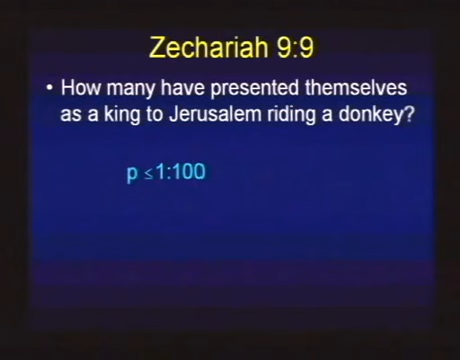 Zechariah 9:9
• How many have presented themselves
as a king to Jerusalem riding a donkey?
p ≤1:100